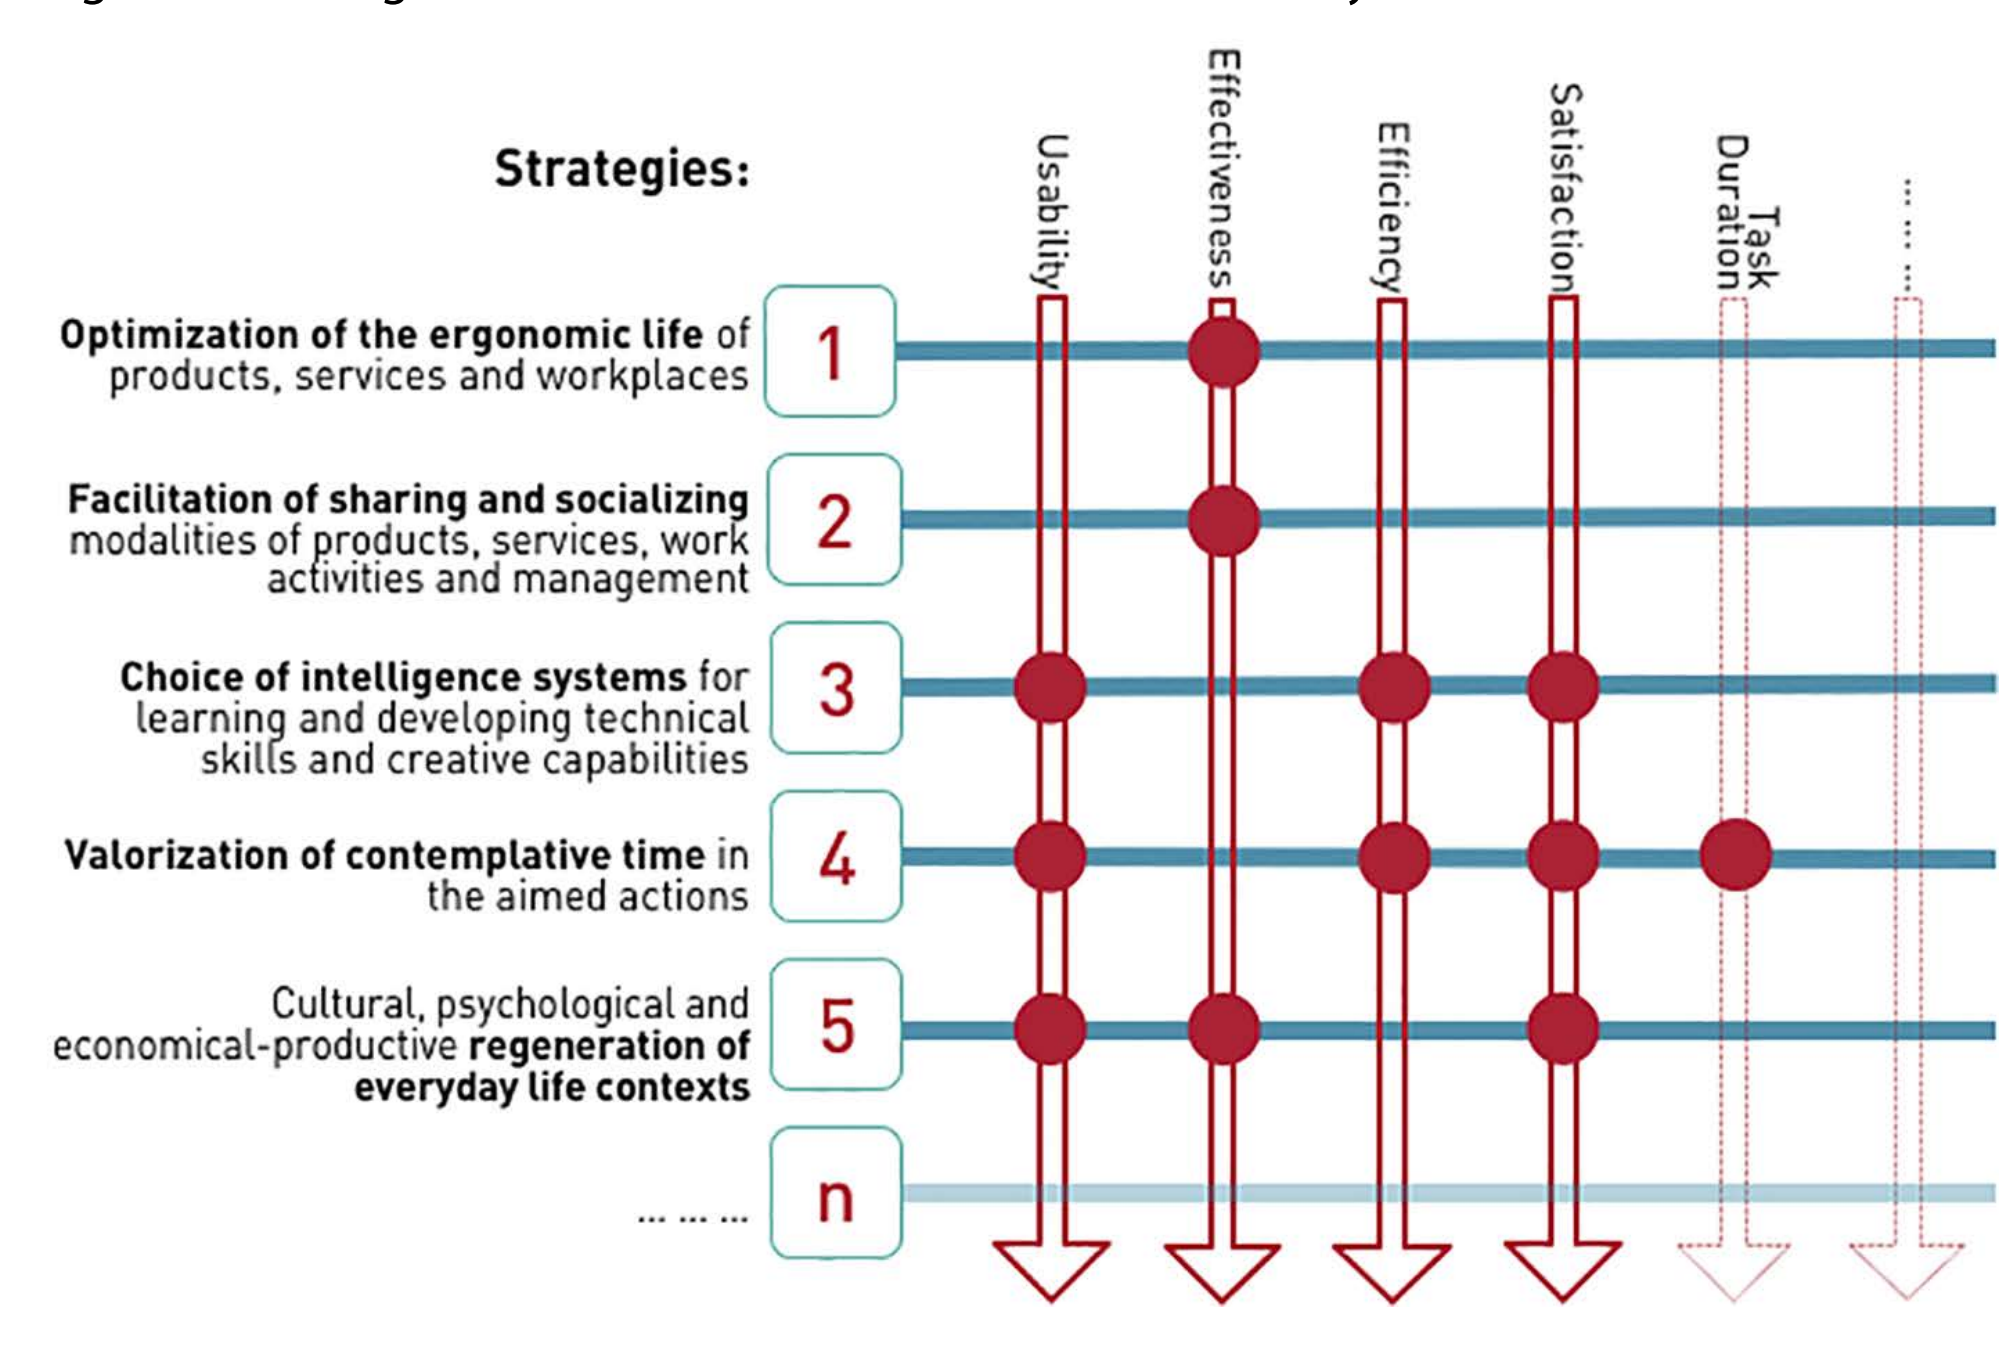 Usability
Effectiveness
Efficiency
Satisfaction
Task
Duration
... ... ...
Strategies:
Optimization of the ergonomic life of
products, services and workplaces
1
Facilitation of sharing and socializing
modalities of products, services, work
activities and management
2
Choice of intelligence systems for
learning and developing technical
skills and creative capabilities
3
Valorization of contemplative time in
the aimed actions
4
Cultural, psychological and
economical-productive regeneration of
everyday life contexts
5
... ... ...
n